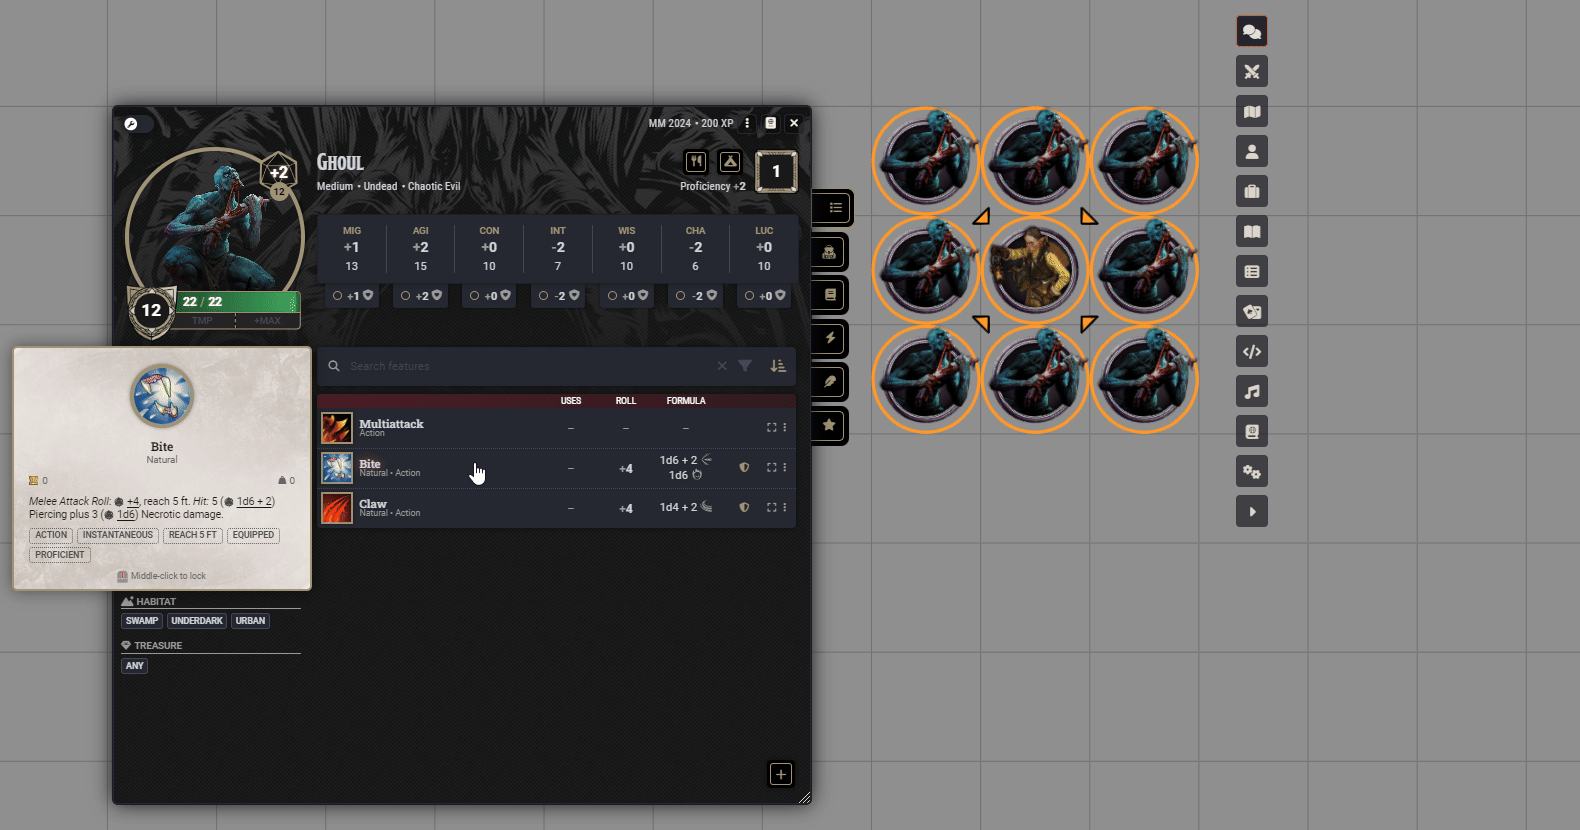 MM 2024 • 200 XP
+2
12
GHOUL
Medium • Undead • Chaotic Evil
Proficiency +2
1
MIG AGI CON INT WIS CHA LUC
+1 +2 +0 -2 +0 -2 +0
13 15 10 7 10 6 10
+1 +2 +0 -2 +0 -2 +0
12
22 / 22
TMP +MAX
Search features
USES ROLL FORMULA
Multiattack
Action
– – –
Bite
Natural • Action
– +4 1d6 + 2
1d6
Claw
Natural • Action
– +4 1d4 + 2
Bite
Natural
0 0
Melee Attack Roll: +4, reach 5 ft. Hit: 5 ( 1d6 + 2)
Piercing plus 3 ( 1d6) Necrotic damage.
ACTION INSTANTANEOUS REACH 5 FT EQUIPPED
PROFICIENT
Middle-click to lock
HABITAT
SWAMP UNDERDARK URBAN
TREASURE
ANY